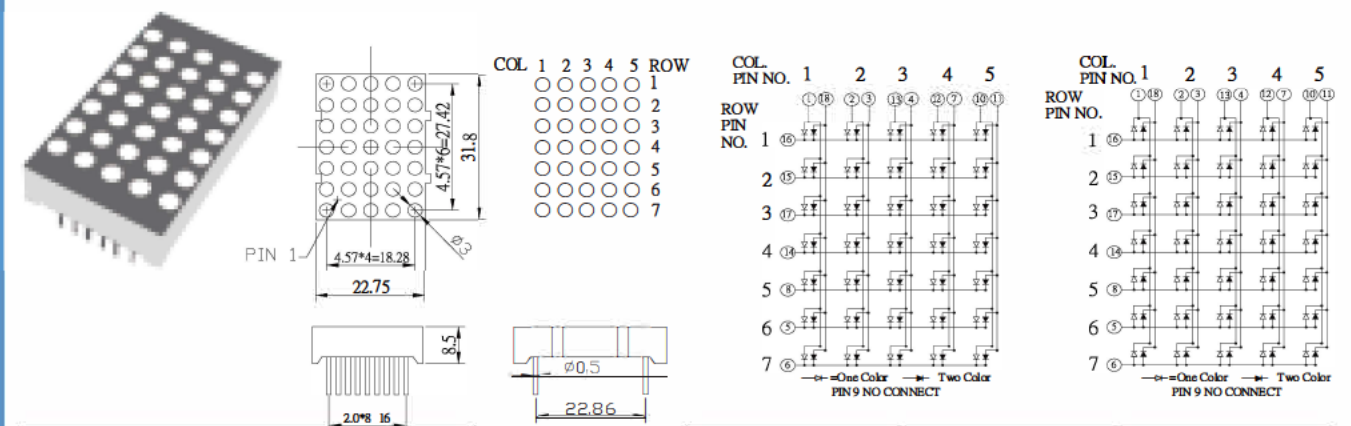 PIN 1
4.57*6=27.42
31.8
4.57*4=18.28
22.75
ø3
COL 1 2 3 4 5 ROW
1
2
3
4
5
6
7
8.5
2.0*8 16
ø0.5
22.86
COL.
PIN NO. 1 2 3 4 5
1 18 2 3 13 4 12 7 10 11
ROW
PIN
NO. 1 16
2 15
3 17
4 14
5 8
6 5
7 6
=One Color Two Color
PIN 9 NO CONNECT
COL.
PIN NO. 1 2 3 4 5
1 18 2 3 13 4 12 7 10 11
ROW
PIN NO.
1 16
2 15
3 17
4 14
5 8
6 5
7 6
=One Color Two Color
PIN 9 NO CONNECT